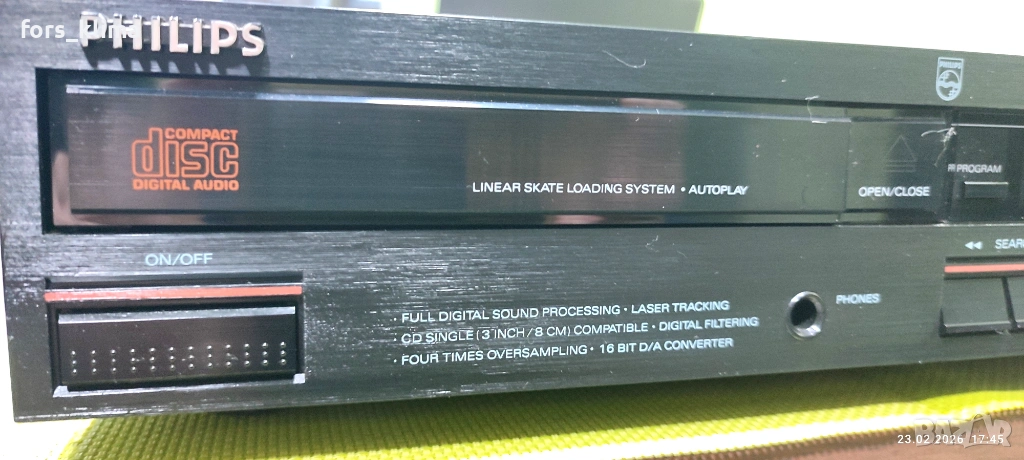 PHILIPS
PHILIPS
COMPACT
disc
DIGITAL AUDIO
LINEAR SKATE LOADING SYSTEM • AUTOPLAY
OPEN/CLOSE
PROGRAM
ON/OFF
• FULL DIGITAL SOUND PROCESSING • LASER TRACKING
• CD SINGLE (3 INCH / 8 CM) COMPATIBLE • DIGITAL FILTERING
• FOUR TIMES OVERSAMPLING • 16 BIT D/A CONVERTER
PHONES
BAZAR
23.02 2026 17:45